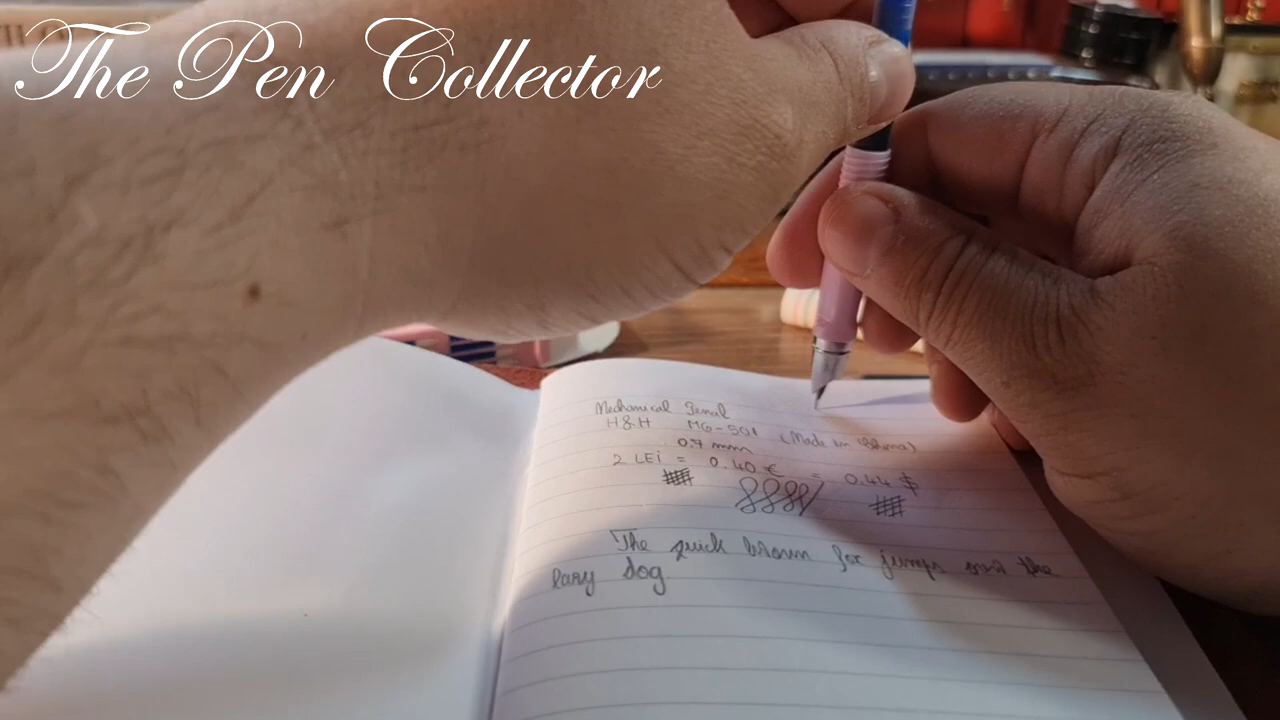 The Pen Collector
Mechanical Penal
H&H MG-501 (Made in China)
0.7 mm
2 LEi = 0.40 € = 0.44 $
The quick brown fox jumps over the
lazy dog